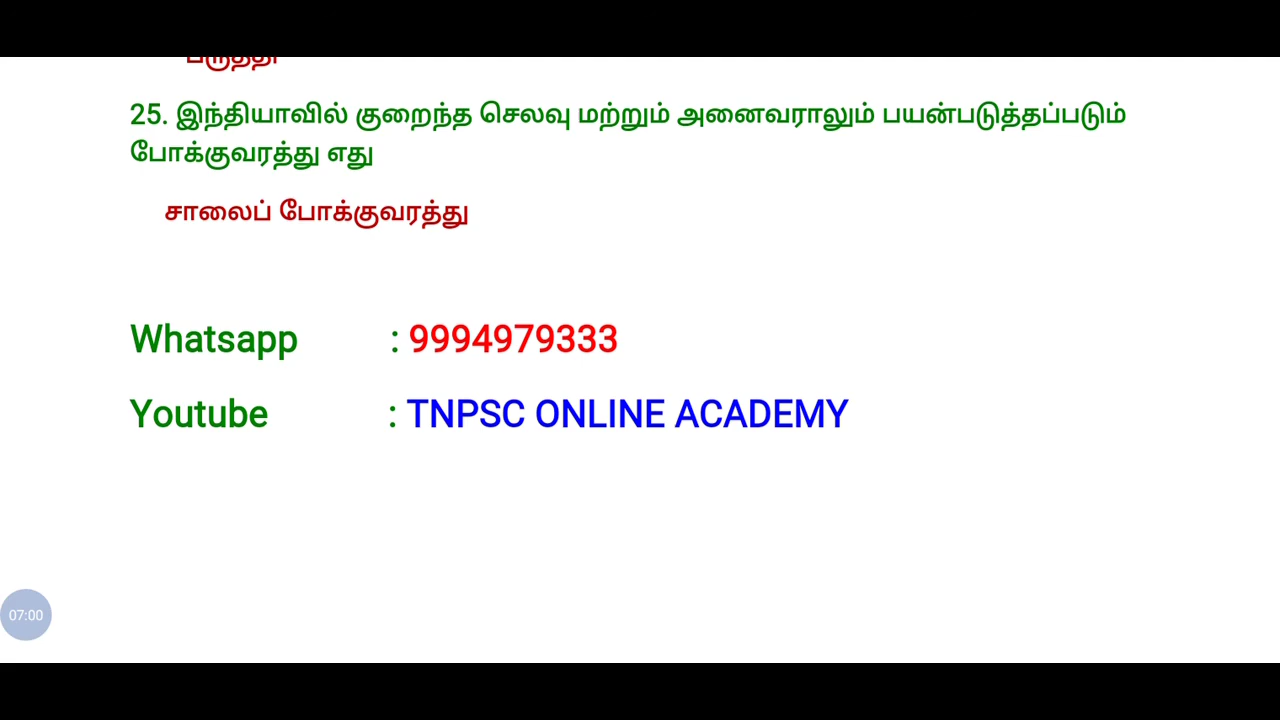 பருத்தி
25. இந்தியாவில் குறைந்த செலவு மற்றும் அனைவராலும் பயன்படுத்தப்படும்
போக்குவரத்து எது
சாலைப் போக்குவரத்து
Whatsapp : 9994979333
Youtube : TNPSC ONLINE ACADEMY
07:00